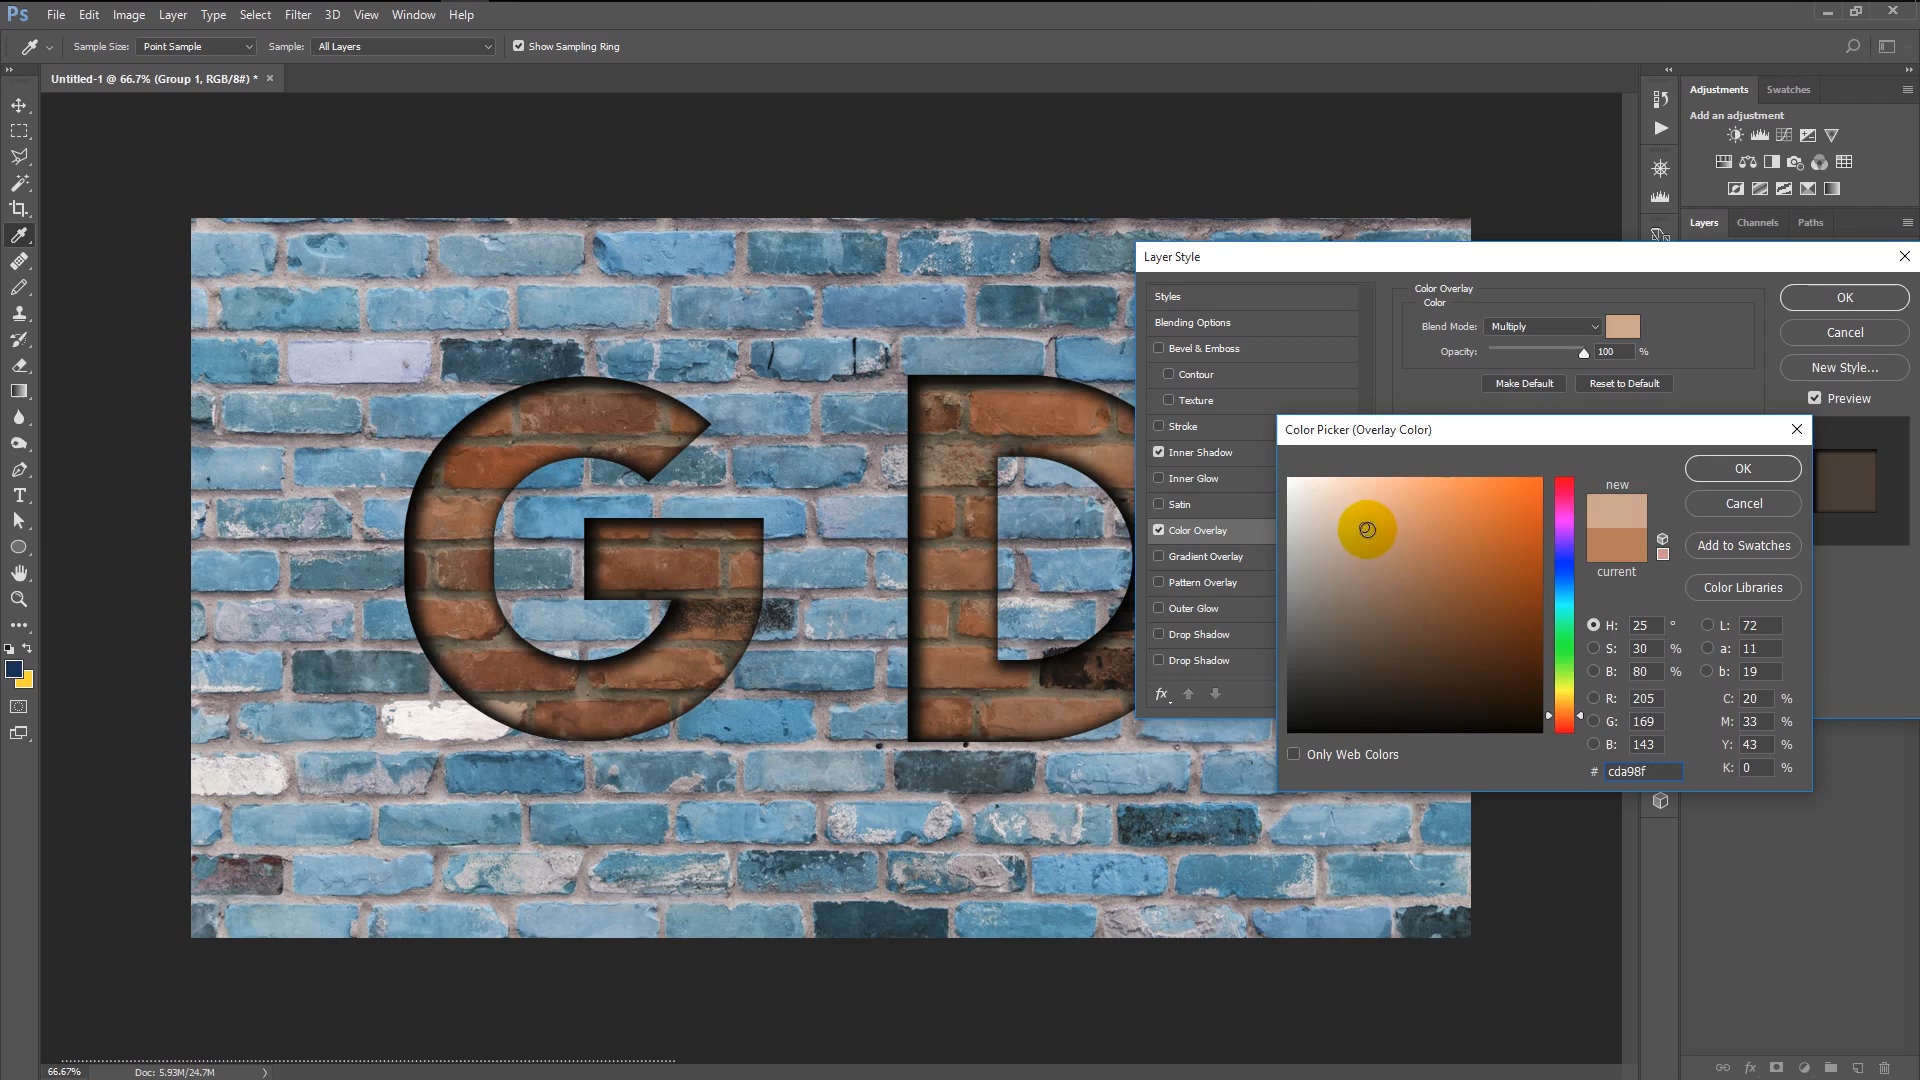 Ps File Edit Image Layer Type Select Filter 3D View Window Help
Sample Size: Point Sample Sample: All Layers Show Sampling Ring
Untitled-1 @ 66.7% (Group 1, RGB/8#) *
Adjustments Swatches
Add an adjustment
Layers Channels Paths
G D
Layer Style
Styles
Blending Options
Bevel & Emboss
Contour
Texture
Stroke
Inner Shadow
Inner Glow
Satin
Color Overlay
Gradient Overlay
Pattern Overlay
Outer Glow
Drop Shadow
Drop Shadow
fx
Color Overlay
Color
Blend Mode: Multiply
Opacity: 100 %
Make Default Reset to Default
OK
Cancel
New Style...
Preview
Color Picker (Overlay Color)
new
current
OK
Cancel
Add to Swatches
Color Libraries
H: 25 ° L: 72
S: 30 % a: 11
B: 80 % b: 19
R: 205 C: 20 %
G: 169 M: 33 %
B: 143 Y: 43 %
# cda98f K: 0 %
Only Web Colors
66.67% Doc: 5.93M/24.7M
fx